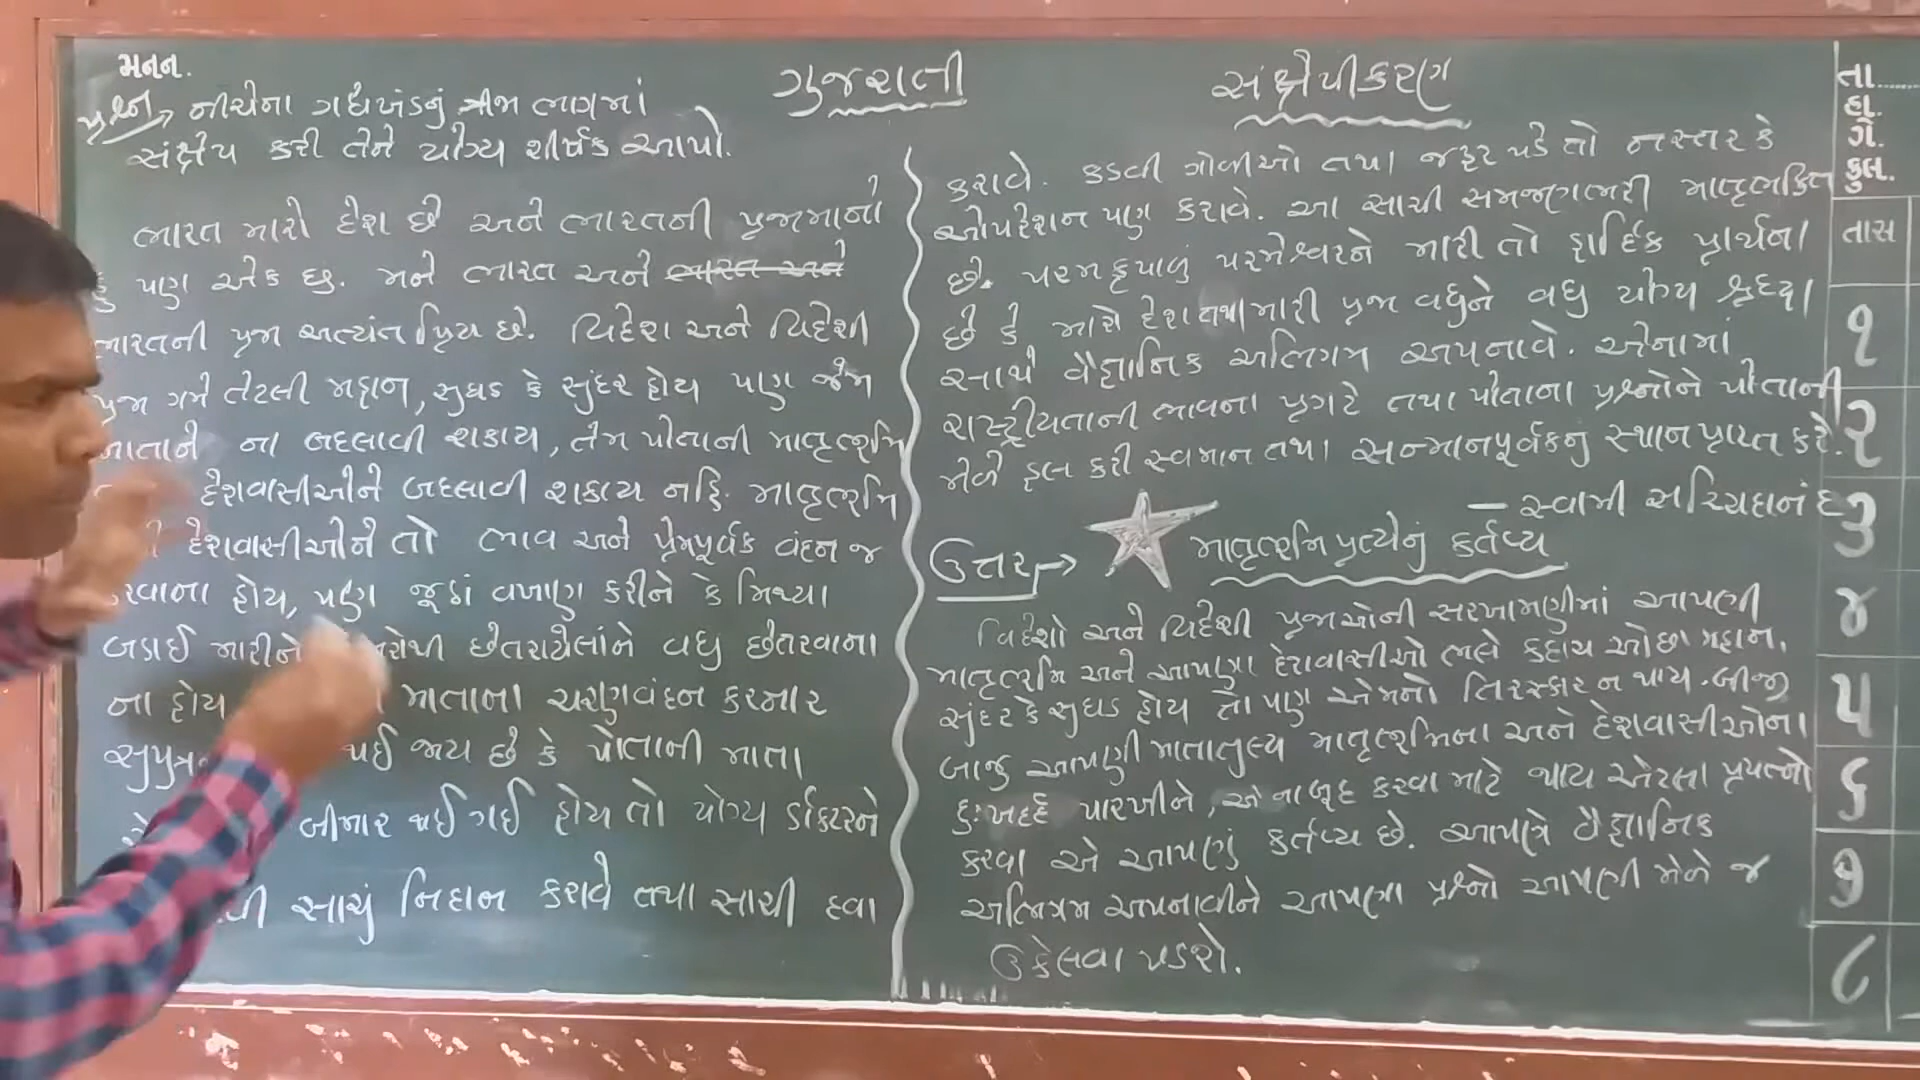 મનન.
ગુજરાતી
સંક્ષેપીકરણ
પ્રશ્ન → નીચેના ગદ્યખંડનું ત્રીજા ભાગમાં
સંક્ષેપ કરી તેને યોગ્ય શીર્ષક આપો.
ભારત મારો દેશ છે અને ભારતની પ્રજામાંનો
હું પણ એક છું. મને ભારત અને ભારત અને
ભારતની પ્રજા અત્યંત પ્રિય છે. વિદેશ અને વિદેશી
પ્રજા ગમે તેટલી મહાન, સુઘડ કે સુંદર હોય પણ જેમ
માતાને ના બદલાવી શકાય, તેમ પોતાની માતૃભૂમિ
દેશવાસીઓને બદલાવી શકાય નહિ. માતૃભૂમિ
દેશવાસીઓને તો ભાવ અને પ્રેમપૂર્વક વંદન જ
કરવાના હોય, પણ જૂઠાં વખાણ કરીને કે મિથ્યા
બડાઈ મારીને છેતરાયેલાંને વધુ છેતરવાના
ના હોય માતાના ચરણવંદન કરનાર
થઈ જાય છે કે પોતાની માતા
બીમાર થઈ ગઈ હોય તો યોગ્ય ડૉક્ટરને
સાચું નિદાન કરાવે તથા સાચી દવા
કરાવે. કડવી ગોળીઓ તથા જરૂર પડે તો નસ્તર કે
ઓપરેશન પણ કરાવે. આ સાચી સમજણભરી માતૃભક્તિ
છે. પરમ કૃપાળુ પરમેશ્વરને મારી તો હાર્દિક પ્રાર્થના
છે કે મારો દેશ તથા મારી પ્રજા વધુને વધુ યોગ્ય શ્રદ્ધા
સાથે વૈજ્ઞાનિક અભિગમ અપનાવે. એનામાં
રાષ્ટ્રીયતાની ભાવના પ્રગટે તથા પોતાના પ્રશ્નોને પોતાની
મેળે હલ કરી સ્વમાન તથા સન્માનપૂર્વકનું સ્થાન પ્રાપ્ત કરે.
– સ્વામી સચ્ચિદાનંદ
ઉત્તર → માતૃભૂમિ પ્રત્યેનું કર્તવ્ય
વિદેશો અને વિદેશી પ્રજાઓની સરખામણીમાં આપણી
માતૃભૂમિ અને આપણા દેશવાસીઓ ભલે કદાચ ઓછા મહાન,
સુંદર કે સુઘડ હોય તો પણ એમનો તિરસ્કાર ન થાય. બીજી
બાજુ આપણી માતાતુલ્ય માતૃભૂમિના અને દેશવાસીઓના
દુ:ખદર્દ પારખીને, એ નાબૂદ કરવા માટે થાય એટલા પ્રયત્નો
કરવા એ આપણું કર્તવ્ય છે. આપણે વૈજ્ઞાનિક
અભિગમ અપનાવીને આપણા પ્રશ્નો આપણી મેળે જ
ઉકેલવા પડશે.
તા.....
હા.
ગે.
કુલ.
તાસ
૧
૨
૩
૪
૫
૬
૭
૮